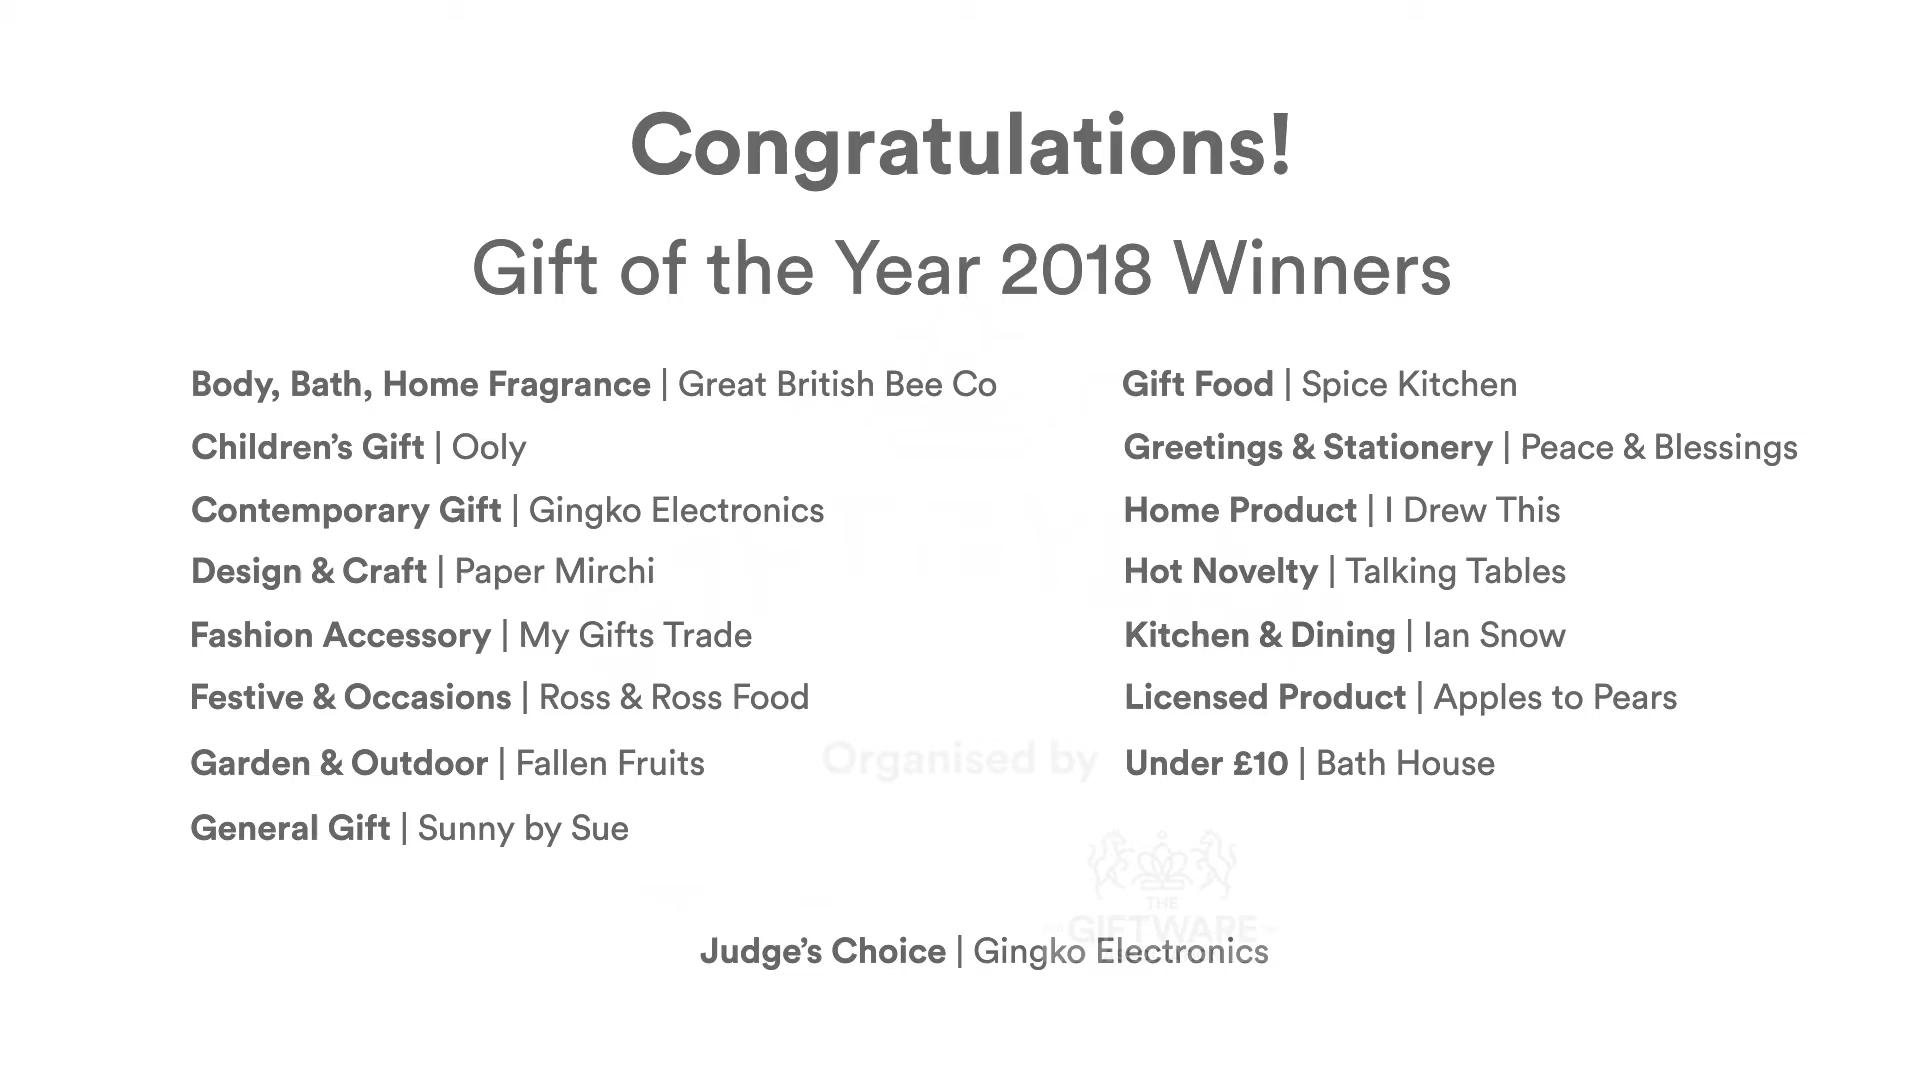 Congratulations!
Gift of the Year 2018 Winners
Body, Bath, Home Fragrance | Great British Bee Co
Children’s Gift | Ooly
Contemporary Gift | Gingko Electronics
Design & Craft | Paper Mirchi
Fashion Accessory | My Gifts Trade
Festive & Occasions | Ross & Ross Food
Garden & Outdoor | Fallen Fruits
General Gift | Sunny by Sue
Gift Food | Spice Kitchen
Greetings & Stationery | Peace & Blessings
Home Product | I Drew This
Hot Novelty | Talking Tables
Kitchen & Dining | Ian Snow
Licensed Product | Apples to Pears
Under £10 | Bath House
Organised by
THE
GIFTWARE
Judge’s Choice | Gingko Electronics